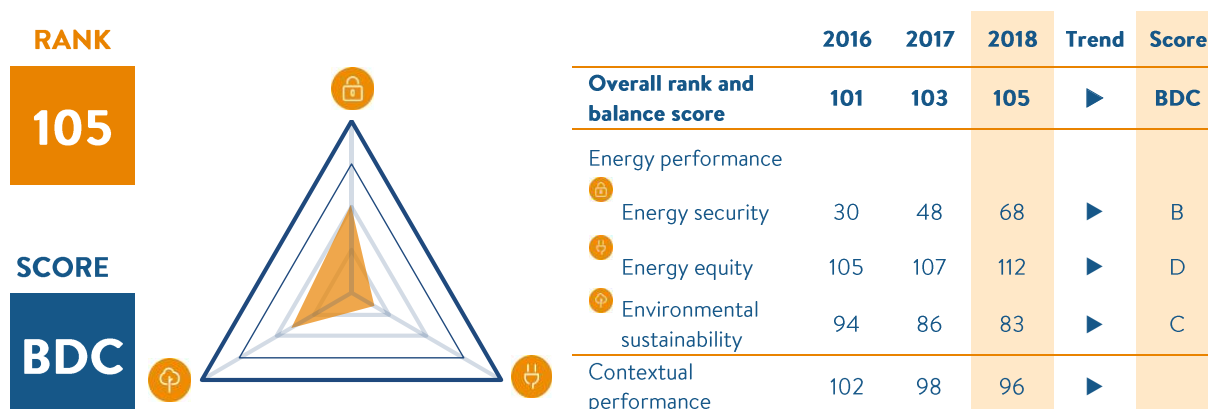 RANK
105
SCORE
BDC
2016 2017 2018 Trend Score
Overall rank and
balance score 101 103 105 BDC
Energy performance
Energy security 30 48 68 B
Energy equity 105 107 112 D
Environmental
sustainability 94 86 83 C
Contextual
performance 102 98 96